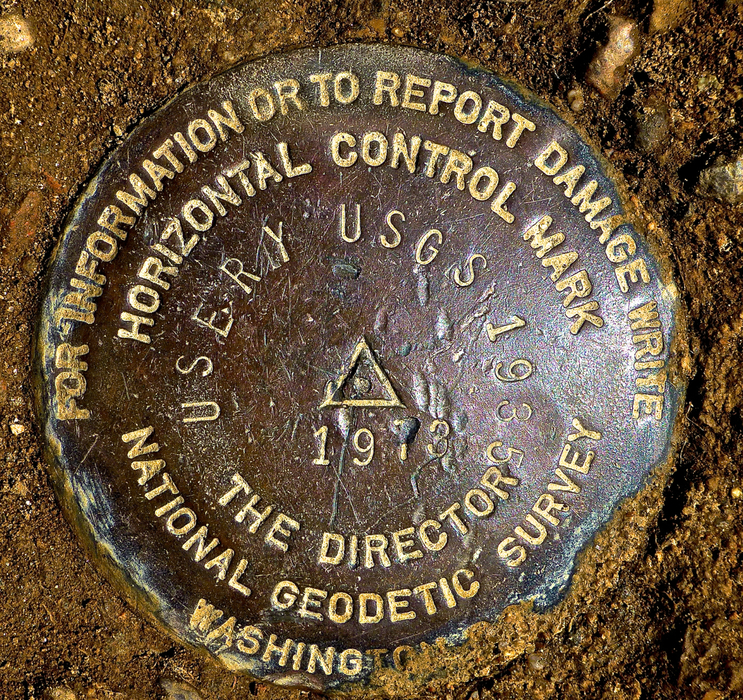 FOR INFORMATION OR TO REPORT DAMAGE WRITE
HORIZONTAL CONTROL MARK
USERY USGS 1935
1973
THE DIRECTOR
NATIONAL GEODETIC SURVEY
WASHINGTON